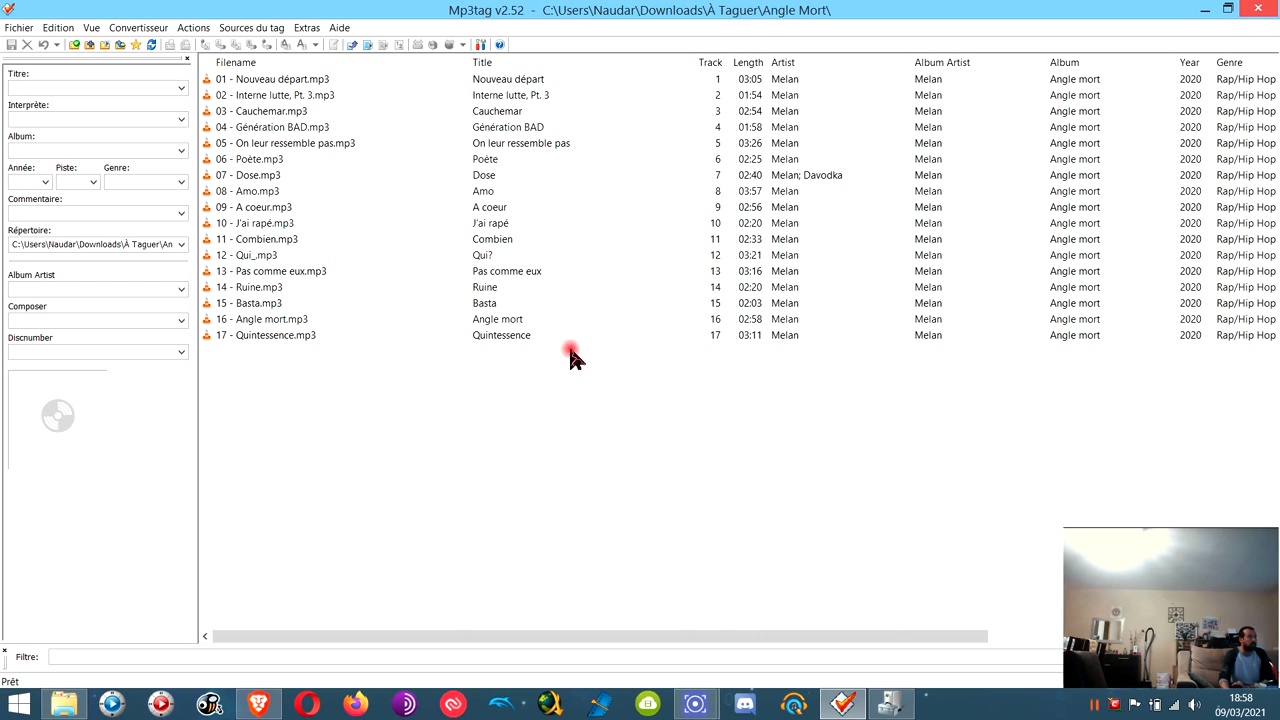 Mp3tag v2.52 - C:\Users\Naudar\Downloads\À Taguer\Angle Mort\
Fichier Edition Vue Convertisseur Actions Sources du tag Extras Aide
Titre:
Interprète:
Album:
Année: Piste: Genre:
Commentaire:
Répertoire:
C:\Users\Naudar\Downloads\À Taguer\An
Album Artist
Composer
Discnumber
Filename Title Track Length Artist Album Artist Album Year Genre
01 - Nouveau départ.mp3 Nouveau départ 1 03:05 Melan Melan Angle mort 2020 Rap/Hip Hop
02 - Interne lutte, Pt. 3.mp3 Interne lutte, Pt. 3 2 01:54 Melan Melan Angle mort 2020 Rap/Hip Hop
03 - Cauchemar.mp3 Cauchemar 3 02:54 Melan Melan Angle mort 2020 Rap/Hip Hop
04 - Génération BAD.mp3 Génération BAD 4 01:58 Melan Melan Angle mort 2020 Rap/Hip Hop
05 - On leur ressemble pas.mp3 On leur ressemble pas 5 03:26 Melan Melan Angle mort 2020 Rap/Hip Hop
06 - Poète.mp3 Poète 6 02:25 Melan Melan Angle mort 2020 Rap/Hip Hop
07 - Dose.mp3 Dose 7 02:40 Melan; Davodka Melan Angle mort 2020 Rap/Hip Hop
08 - Amo.mp3 Amo 8 03:57 Melan Melan Angle mort 2020 Rap/Hip Hop
09 - A coeur.mp3 A coeur 9 02:56 Melan Melan Angle mort 2020 Rap/Hip Hop
10 - J'ai rapé.mp3 J'ai rapé 10 02:20 Melan Melan Angle mort 2020 Rap/Hip Hop
11 - Combien.mp3 Combien 11 02:33 Melan Melan Angle mort 2020 Rap/Hip Hop
12 - Qui_.mp3 Qui? 12 03:21 Melan Melan Angle mort 2020 Rap/Hip Hop
13 - Pas comme eux.mp3 Pas comme eux 13 03:16 Melan Melan Angle mort 2020 Rap/Hip Hop
14 - Ruine.mp3 Ruine 14 02:20 Melan Melan Angle mort 2020 Rap/Hip Hop
15 - Basta.mp3 Basta 15 02:03 Melan Melan Angle mort 2020 Rap/Hip Hop
16 - Angle mort.mp3 Angle mort 16 02:58 Melan Melan Angle mort 2020 Rap/Hip Hop
17 - Quintessence.mp3 Quintessence 17 03:11 Melan Melan Angle mort 2020 Rap/Hip Hop
Filtre:
Prêt
18:58
09/03/2021